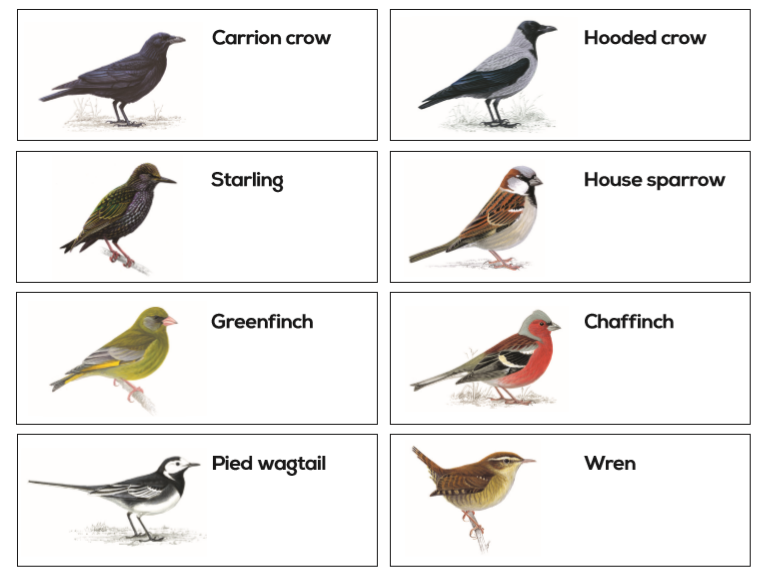 Carrion crow
Hooded crow
Starling
House sparrow
Greenfinch
Chaffinch
Pied wagtail
Wren